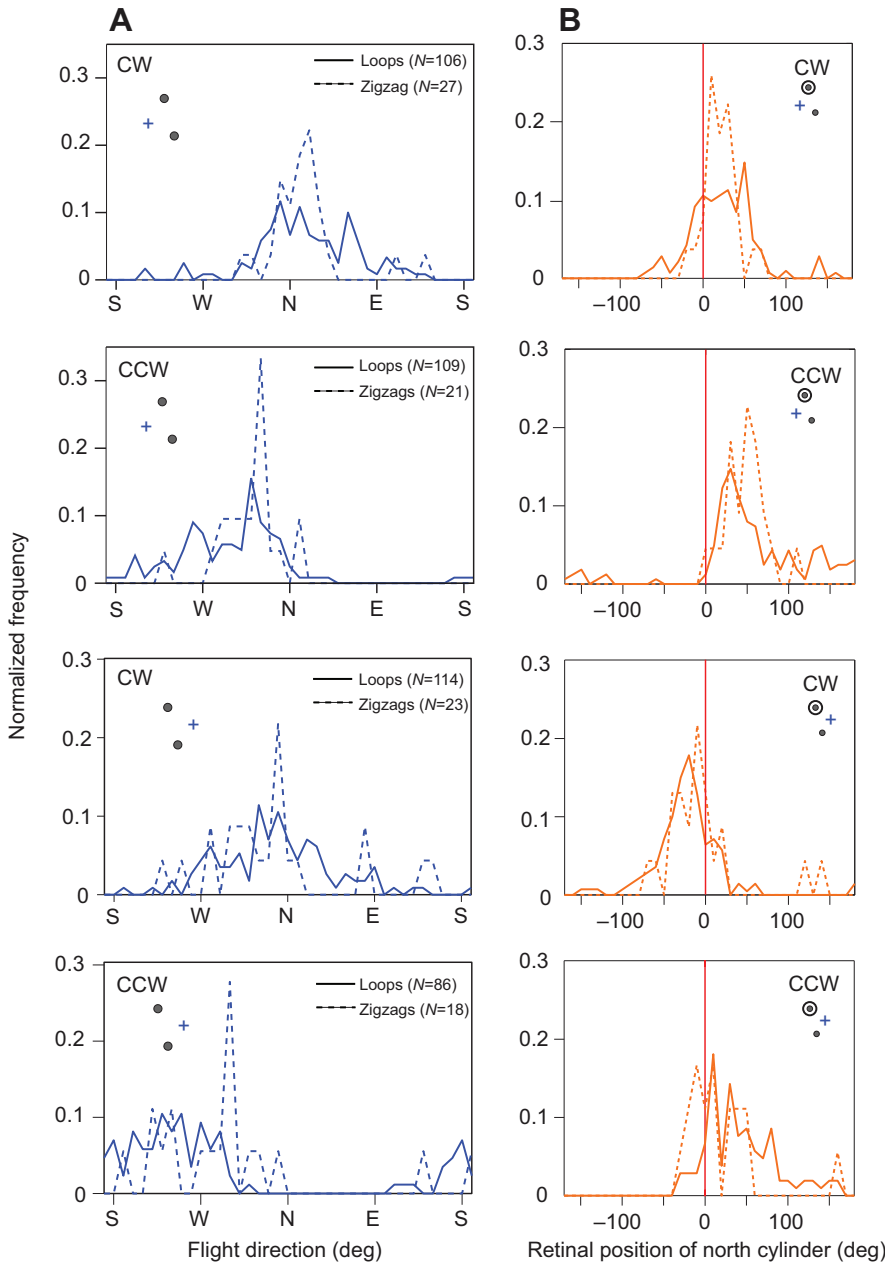 A
B
Normalized frequency
CW
Loops (N=106)
Zigzag (N=27)
0.3
0.2
0.1
0
S W N E S
CW
0.3
0.2
0.1
0
–100 0 100
CCW
Loops (N=109)
Zigzags (N=21)
0.3
0.2
0.1
0
S W N E S
CCW
0.3
0.2
0.1
0
–100 0 100
CW
Loops (N=114)
Zigzags (N=23)
0.3
0.2
0.1
0
S W N E S
CW
0.3
0.2
0.1
0
–100 0 100
CCW
Loops (N=86)
Zigzags (N=18)
0.3
0.2
0.1
0
S W N E S
Flight direction (deg)
CCW
0.3
0.2
0.1
0
–100 0 100
Retinal position of north cylinder (deg)